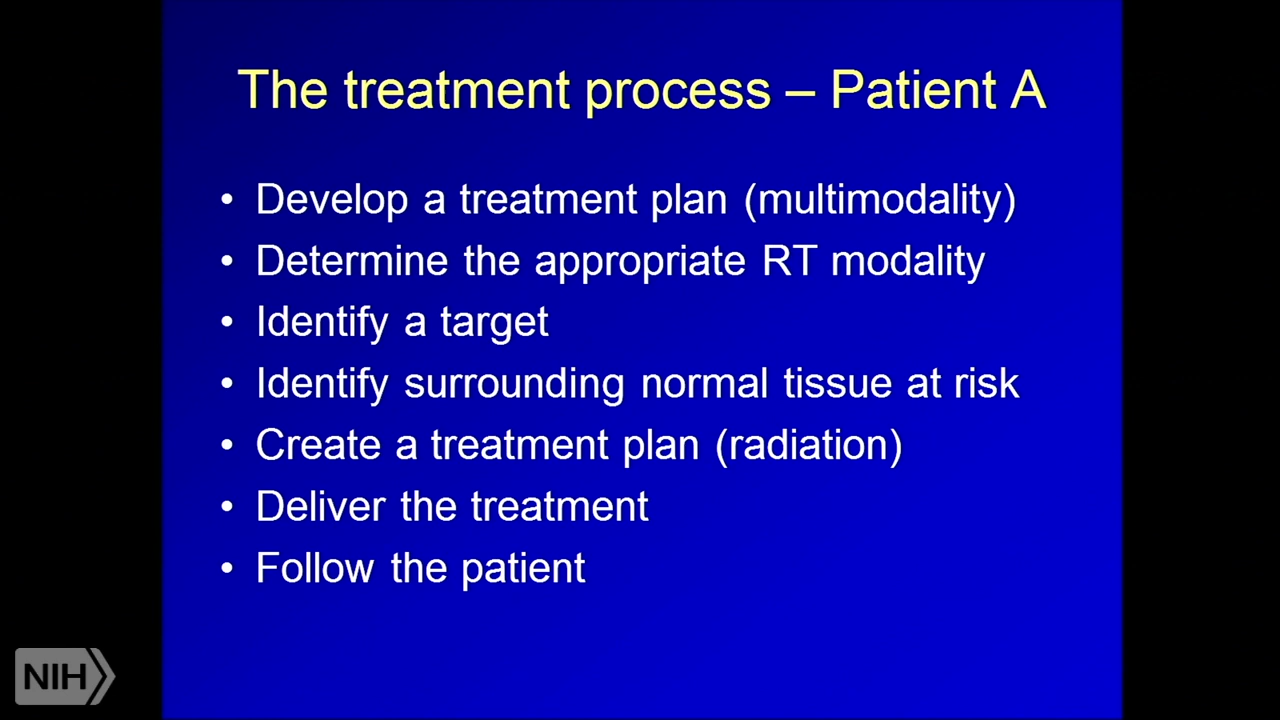 The treatment process – Patient A
• Develop a treatment plan (multimodality)
• Determine the appropriate RT modality
• Identify a target
• Identify surrounding normal tissue at risk
• Create a treatment plan (radiation)
• Deliver the treatment
• Follow the patient
NIH